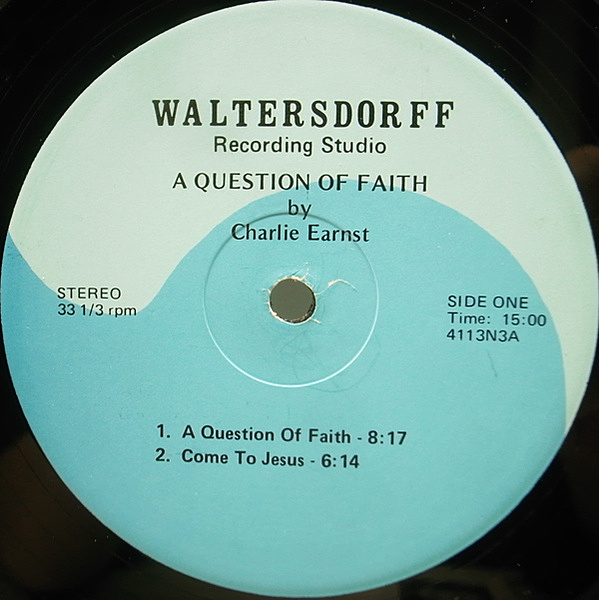 WALTERSDORFF
Recording Studio
A QUESTION OF FAITH
by
Charlie Earnst
STEREO
33 1/3 rpm
SIDE ONE
Time: 15:00
4113N3A
1. A Question Of Faith - 8:17
2. Come To Jesus - 6:14